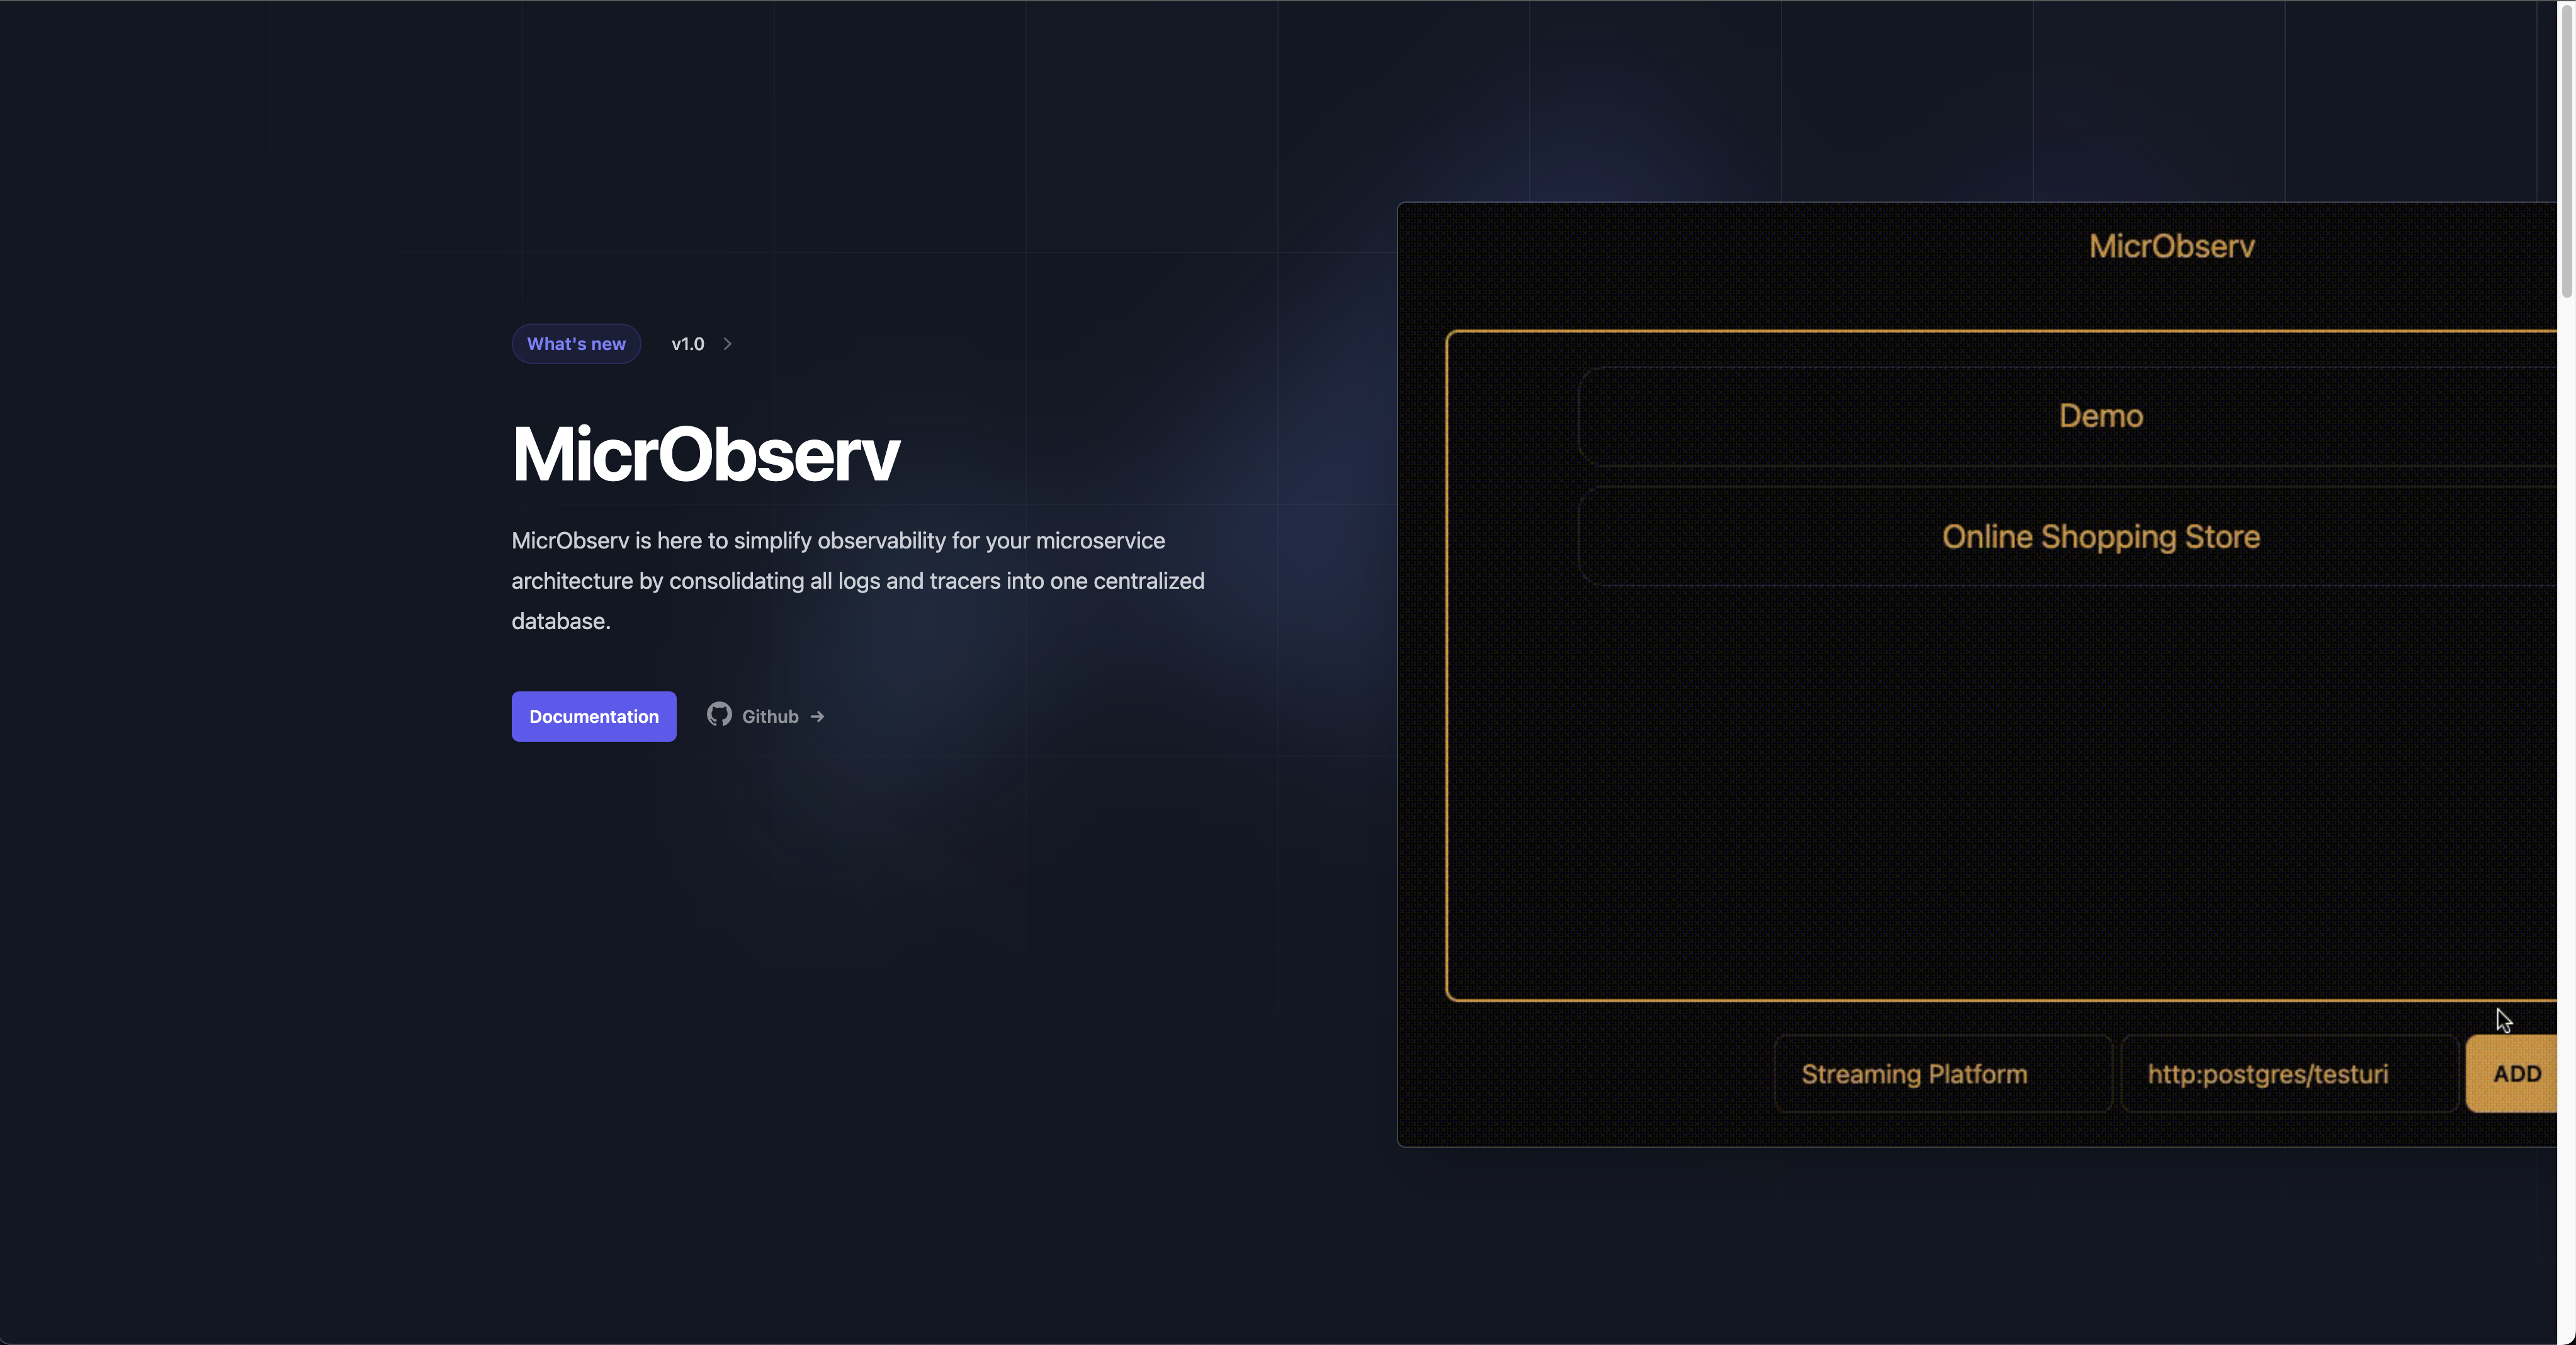 What's new v1.0
MicrObserv
MicrObserv is here to simplify observability for your microservice
architecture by consolidating all logs and tracers into one centralized
database.
Documentation Github →
MicrObserv
Demo
Online Shopping Store
Streaming Platform http:postgres/testuri ADD